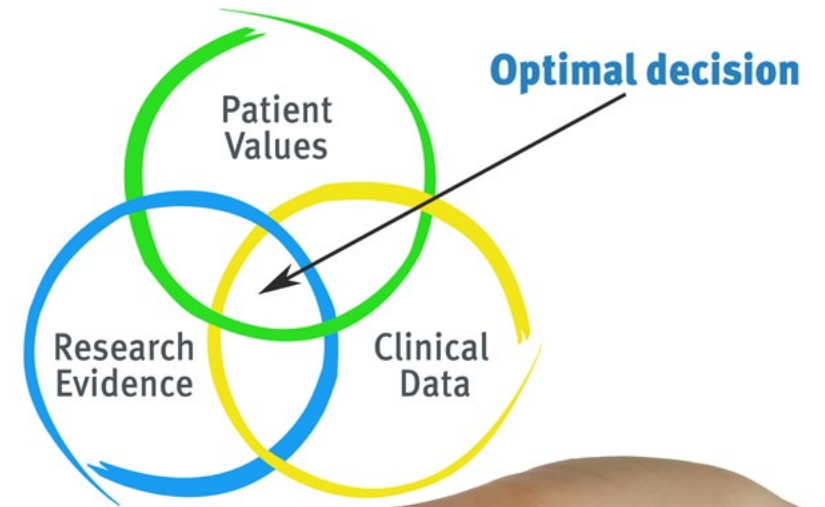 Patient
Values
Optimal decision
Research
Evidence
Clinical
Data